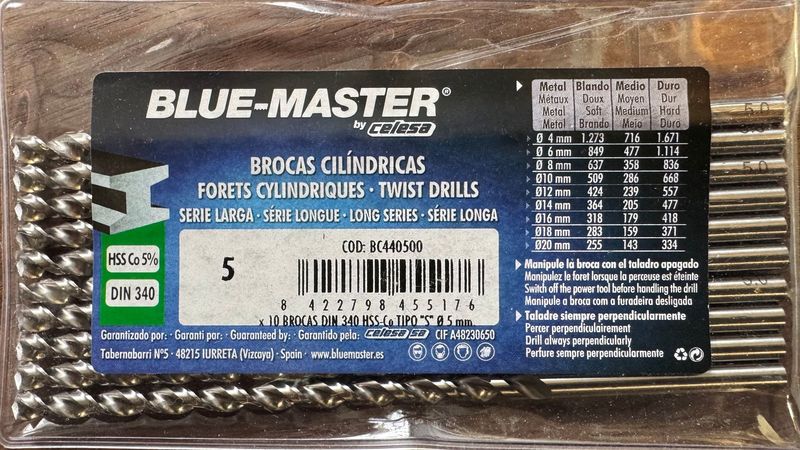 BLUE-MASTER®
by celesa
BROCAS CILÍNDRICAS
FORETS CYLINDRIQUES · TWIST DRILLS
SERIE LARGA · SÉRIE LONGUE · LONG SERIES · SÉRIE LONGA
HSS Co 5%
DIN 340
5
COD: BC440500
8 422798 455176
x 10 BROCAS DIN 340 HSS-Co TIPO "S" Ø 5 mm
Garantizado por: · Garanti par: · Guaranteed by: · Garantido pela: celesa sa CIF A48230650
Tabernabarri Nº5 · 48215 IURRETA (Vizcaya) · Spain · www.bluemaster.es
Metal Blando Medio Duro
Métaux Doux Moyen Dur
Metal Soft Medium Hard
Metal Brando Meio Duro
Ø 4 mm 1.273 716 1.671
Ø 6 mm 849 477 1.114
Ø 8 mm 637 358 836
Ø10 mm 509 286 668
Ø12 mm 424 239 557
Ø14 mm 364 205 477
Ø16 mm 318 179 418
Ø18 mm 283 159 371
Ø20 mm 255 143 334
Manipule la broca con el taladro apagado
Manipulez le foret lorsque la perceuse est éteinte
Switch off the power tool before handling the drill
Manipule a broca com a furadeira desligada
Taladre siempre perpendicularmente
Percer perpendiculairement
Drill always perpendicularly
Perfure sempre perpendicularmente
5.0
5.0